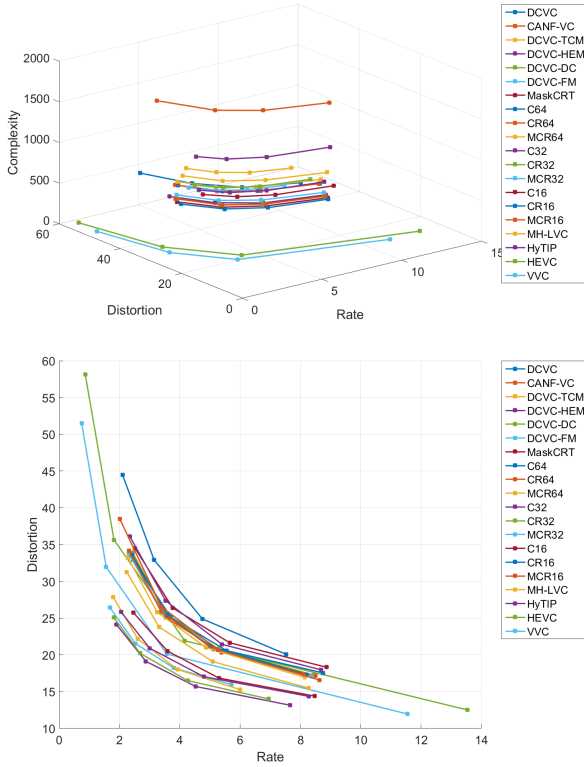 2000
1500
1000
500
0
60
40
20
0
0
5
10
15
Complexity
Distortion
Rate
DCVC
CANF-VC
DCVC-TCM
DCVC-HEM
DCVC-DC
DCVC-FM
MaskCRT
C64
CR64
MCR64
C32
CR32
MCR32
C16
CR16
MCR16
MH-LVC
HyTIP
HEVC
VVC
60
55
50
45
40
35
30
25
20
15
10
0
2
4
6
8
10
12
14
Distortion
Rate
DCVC
CANF-VC
DCVC-TCM
DCVC-HEM
DCVC-DC
DCVC-FM
MaskCRT
C64
CR64
MCR64
C32
CR32
MCR32
C16
CR16
MCR16
MH-LVC
HyTIP
HEVC
VVC